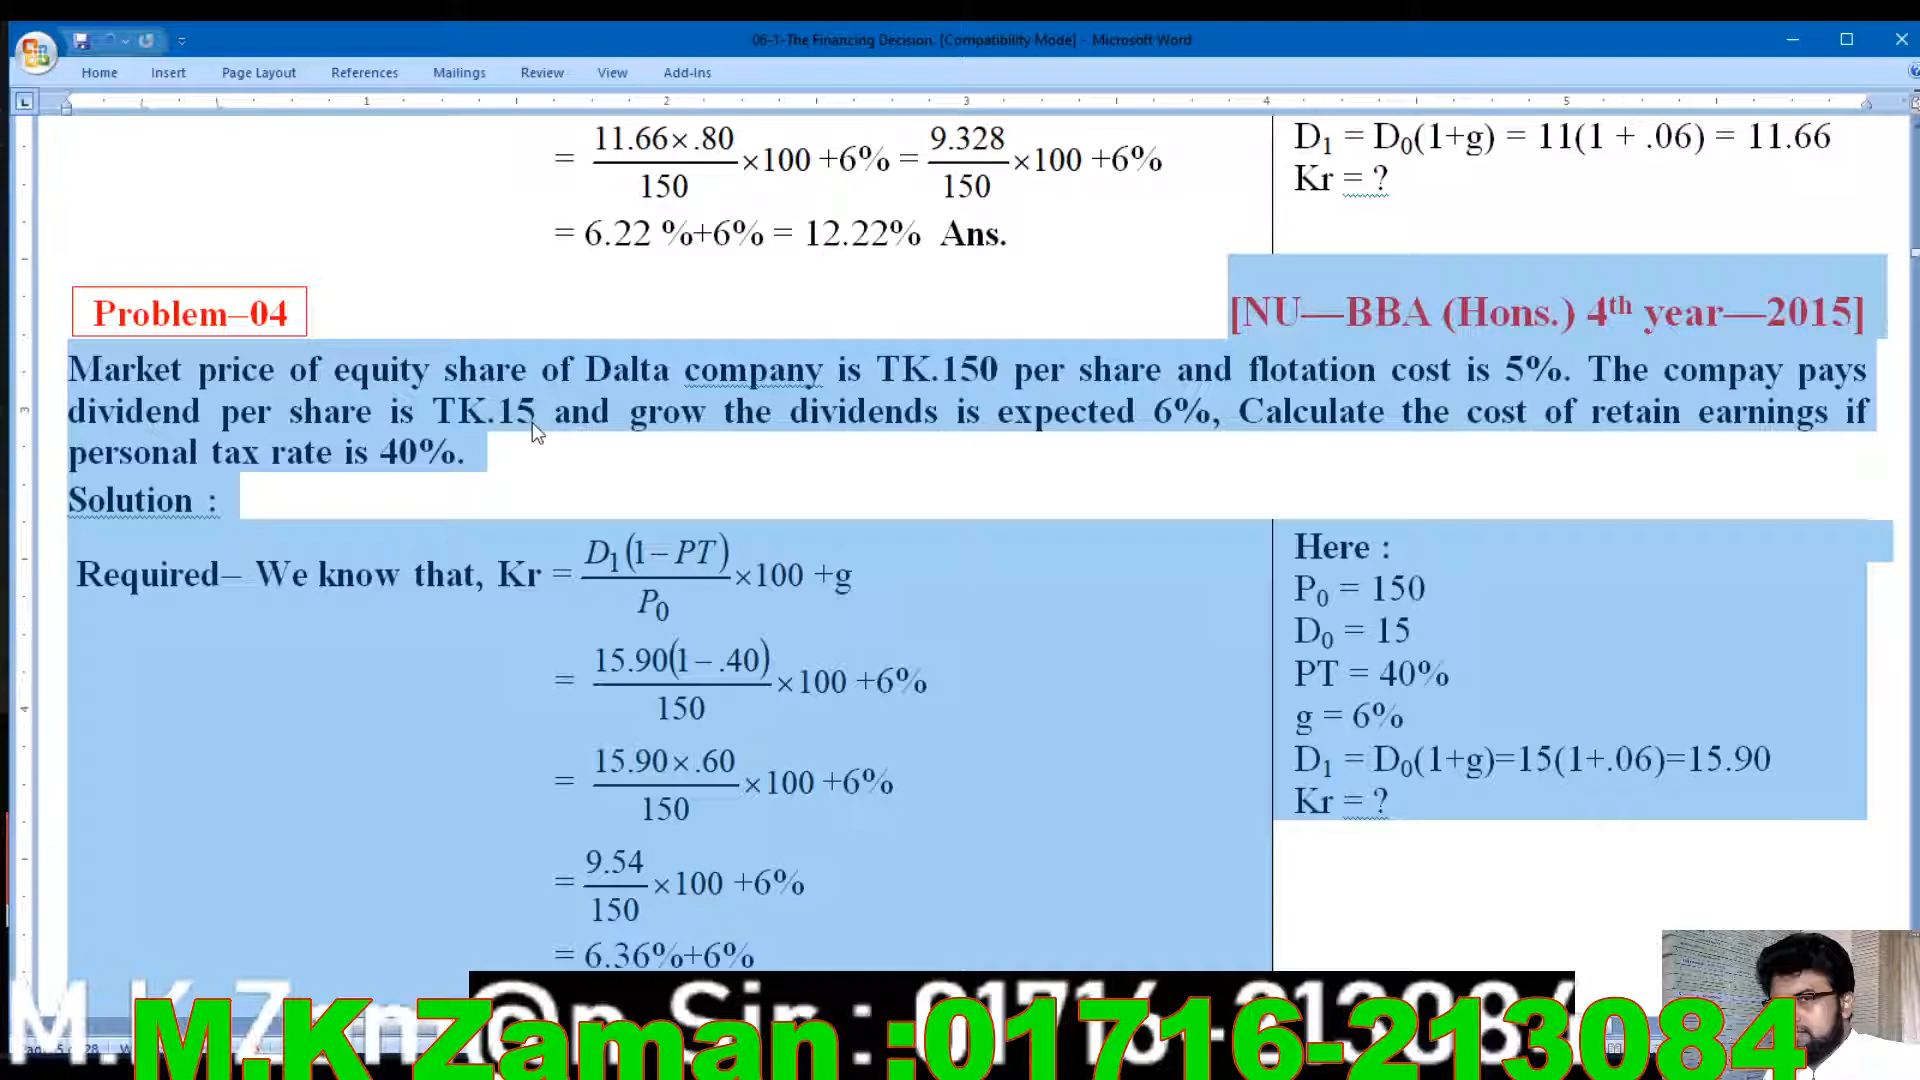 06-1-The Financing Decision. [Compatibility Mode] - Microsoft Word
Home Insert Page Layout References Mailings Review View Add-Ins
1 2 3 4 5
= 11.66×.80/150 ×100 +6% = 9.328/150 ×100 +6%
= 6.22 %+6% = 12.22% Ans.
D₁ = D₀(1+g) = 11(1 + .06) = 11.66
Kr = ?
Problem–04 [NU—BBA (Hons.) 4th year—2015]
Market price of equity share of Dalta company is TK.150 per share and flotation cost is 5%. The compay pays
dividend per share is TK.15 and grow the dividends is expected 6%, Calculate the cost of retain earnings if
personal tax rate is 40%.
Solution :
Required– We know that, Kr = D₁(1–PT)/P₀ ×100 +g
= 15.90(1–.40)/150 ×100 +6%
= 15.90×.60/150 ×100 +6%
= 9.54/150 ×100 +6%
= 6.36%+6%
Here :
P₀ = 150
D₀ = 15
PT = 40%
g = 6%
D₁ = D₀(1+g)=15(1+.06)=15.90
Kr = ?
M.K Zaman :01716-213084